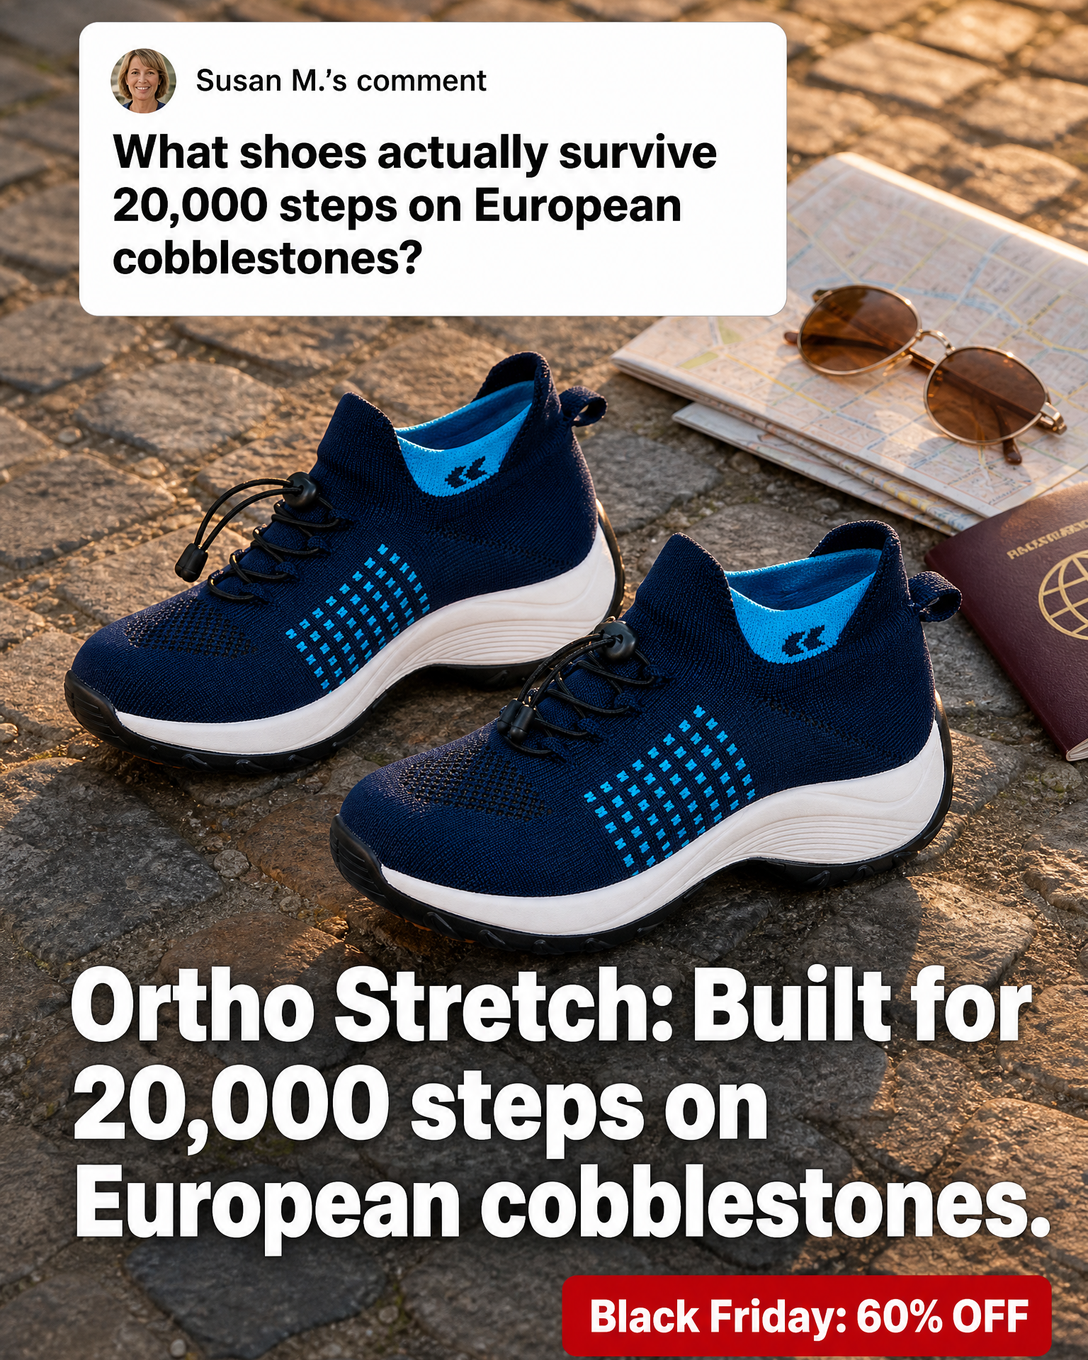 Susan M.'s comment
What shoes actually survive
20,000 steps on European
cobblestones?
Ortho Stretch: Built for
20,000 steps on
European cobblestones.
Black Friday: 60% OFF